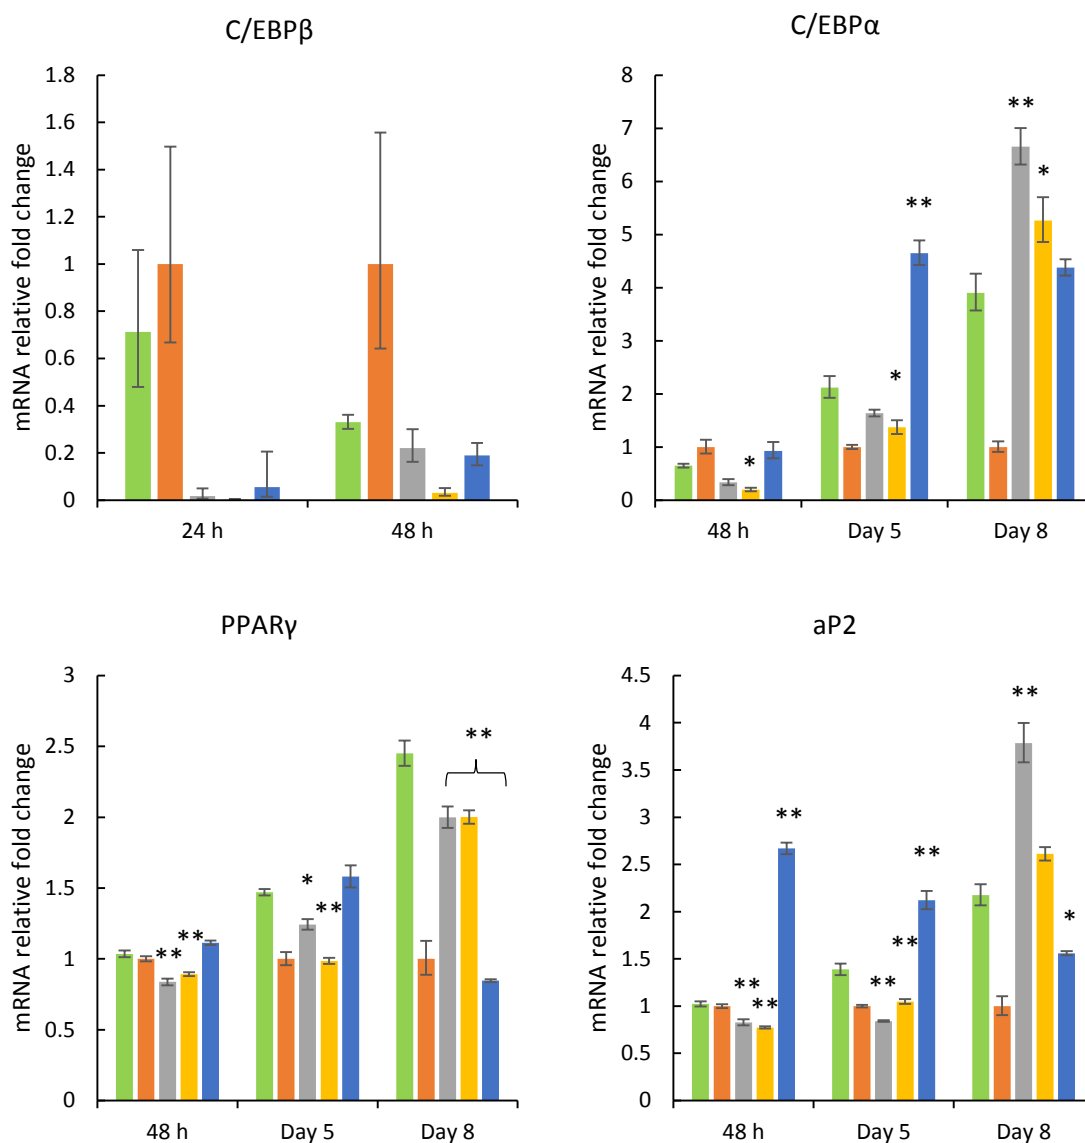 C/EBPβ
mRNA relative fold change
1.8
1.6
1.4
1.2
1
0.8
0.6
0.4
0.2
0
24 h
48 h
C/EBPα
mRNA relative fold change
8
7
6
5
4
3
2
1
0
*
*
**
**
*
48 h
Day 5
Day 8
PPARγ
mRNA relative fold change
3
2.5
2
1.5
1
0.5
0
**
**
*
**
**
48 h
Day 5
Day 8
aP2
mRNA relative fold change
4.5
4
3.5
3
2.5
2
1.5
1
0.5
0
**
**
**
**
**
**
**
*
48 h
Day 5
Day 8